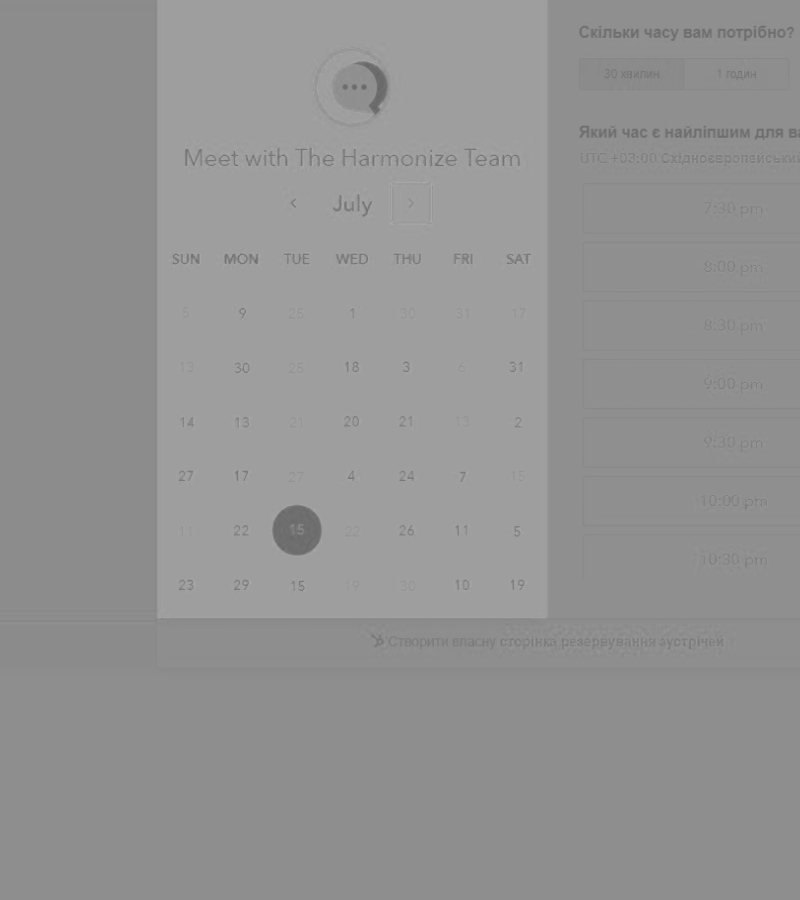 Meet with The Harmonize Team
July
SUN MON TUE WED THU FRI SAT
5 9 25 1 30 31 17
13 30 25 18 3 6 31
14 13 21 20 21 13 2
27 17 27 4 24 7 15
11 22 15 22 26 11 5
23 29 15 19 30 10 19
Скільки часу вам потрібно?
30 хвилин 1 годин
Який час є найліпшим для ва
UTC +03:00 Східноєвропейський
7:30 pm
8:00 pm
8:30 pm
9:00 pm
9:30 pm
10:00 pm
10:30 pm
Створити власну сторінка резервування зустрічей